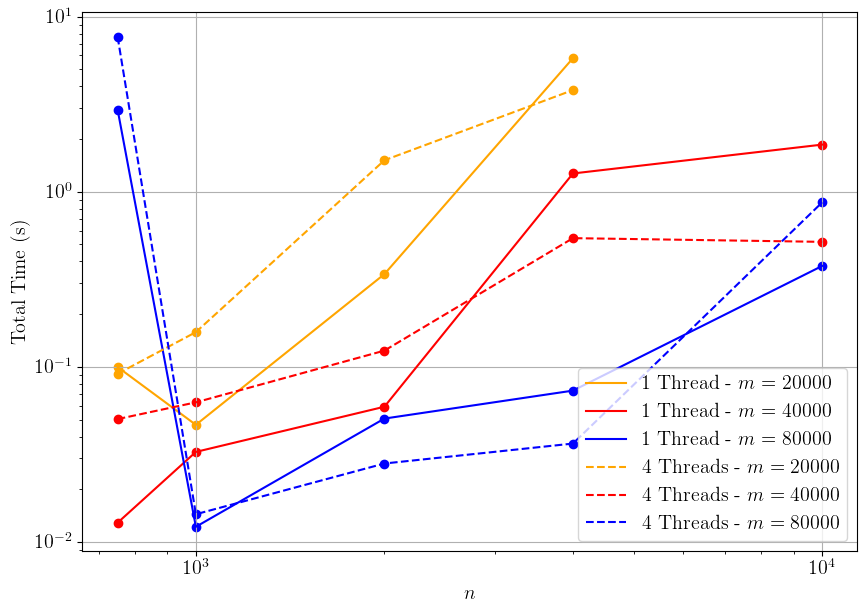 Total Time (s)
10¹
10⁰
10⁻¹
10⁻²
1 Thread - m = 20000
1 Thread - m = 40000
1 Thread - m = 80000
4 Threads - m = 20000
4 Threads - m = 40000
4 Threads - m = 80000
10³
10⁴
n